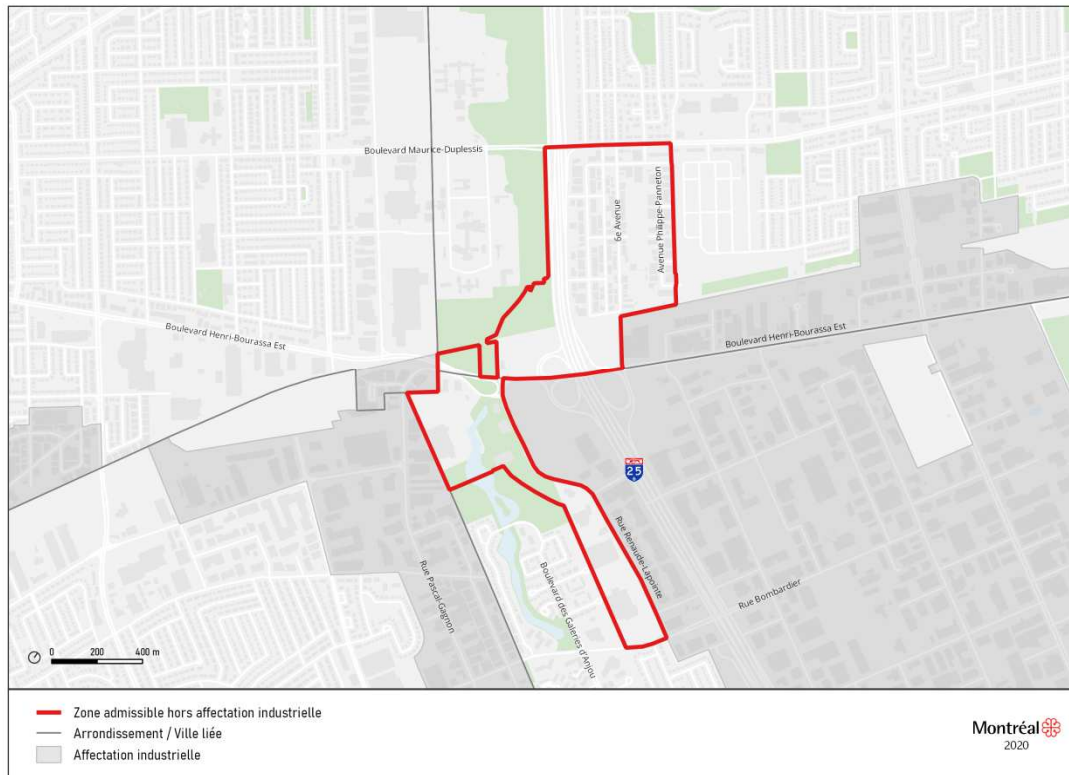 Boulevard Maurice-Duplessis
6e Avenue
Avenue Philippe-Panneton
Boulevard Henri-Bourassa Est
Boulevard Henri-Bourassa Est
25
Rue Renaude-Lapointe
Rue Pascal-Gagnon
Boulevard des Galeries d'Anjou
Rue Bombardier
0 200 400 m
Zone admissible hors affectation industrielle
Arrondissement / Ville liée
Affectation industrielle
Montréal
2020